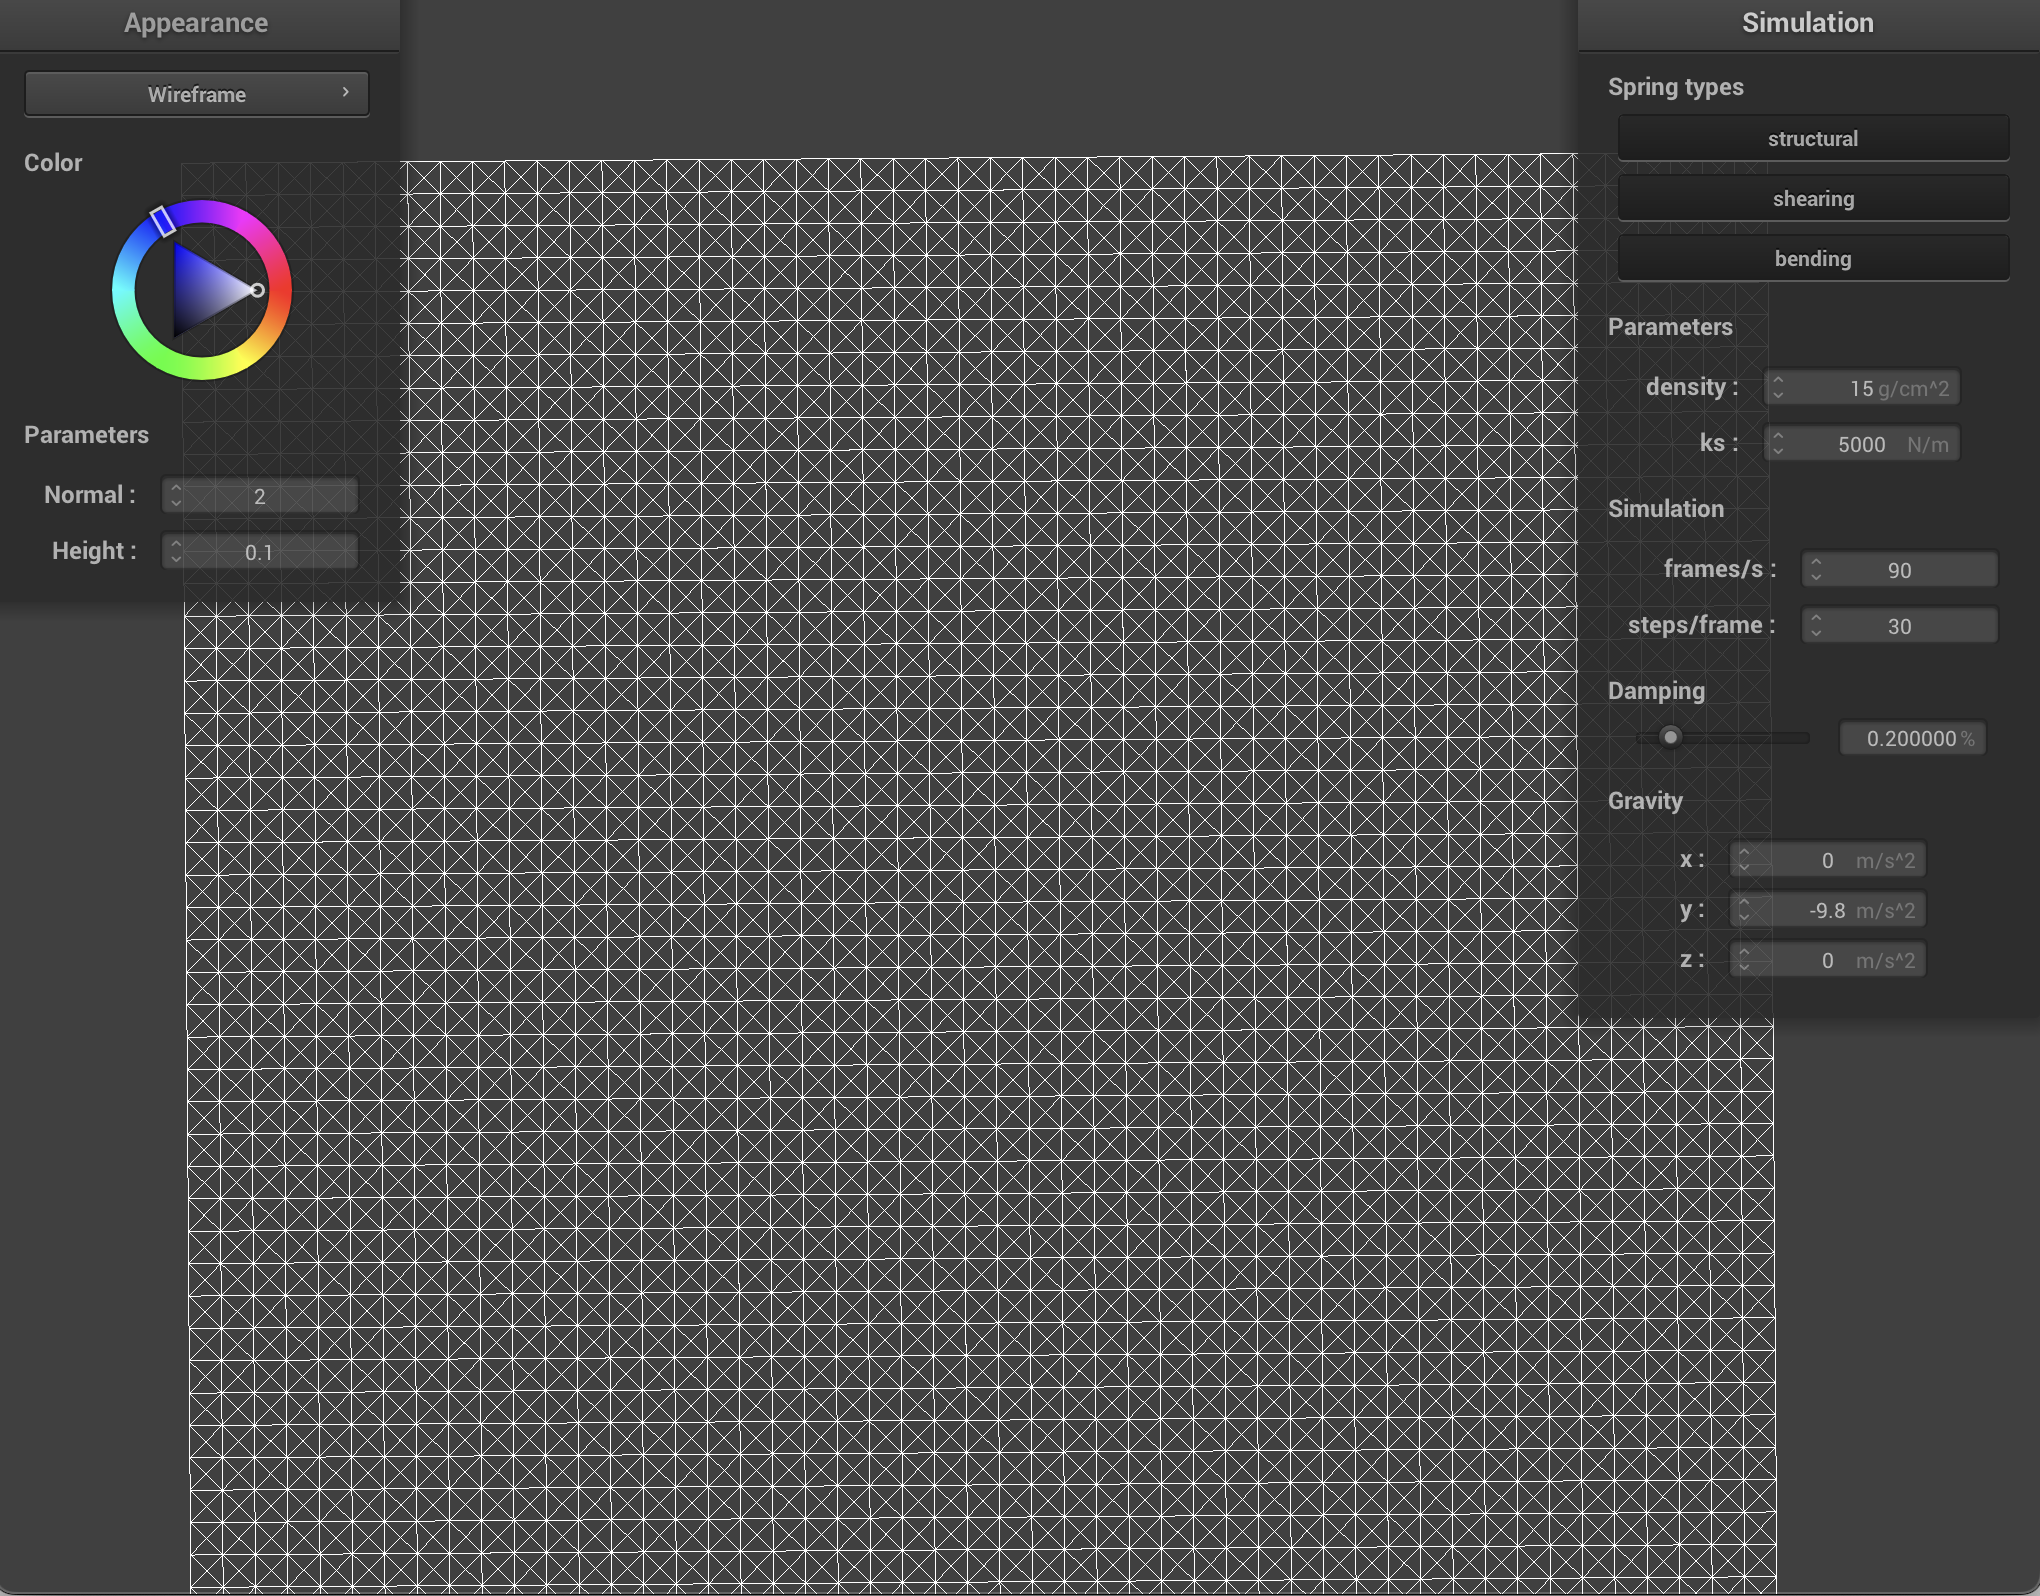 Appearance
Wireframe
Color
Parameters
Normal : 2
Height : 0.1
Simulation
Spring types
structural
shearing
bending
Parameters
density : 15 g/cm^2
ks : 5000 N/m
Simulation
frames/s : 90
steps/frame : 30
Damping
0.200000 %
Gravity
x : 0 m/s^2
y : -9.8 m/s^2
z : 0 m/s^2